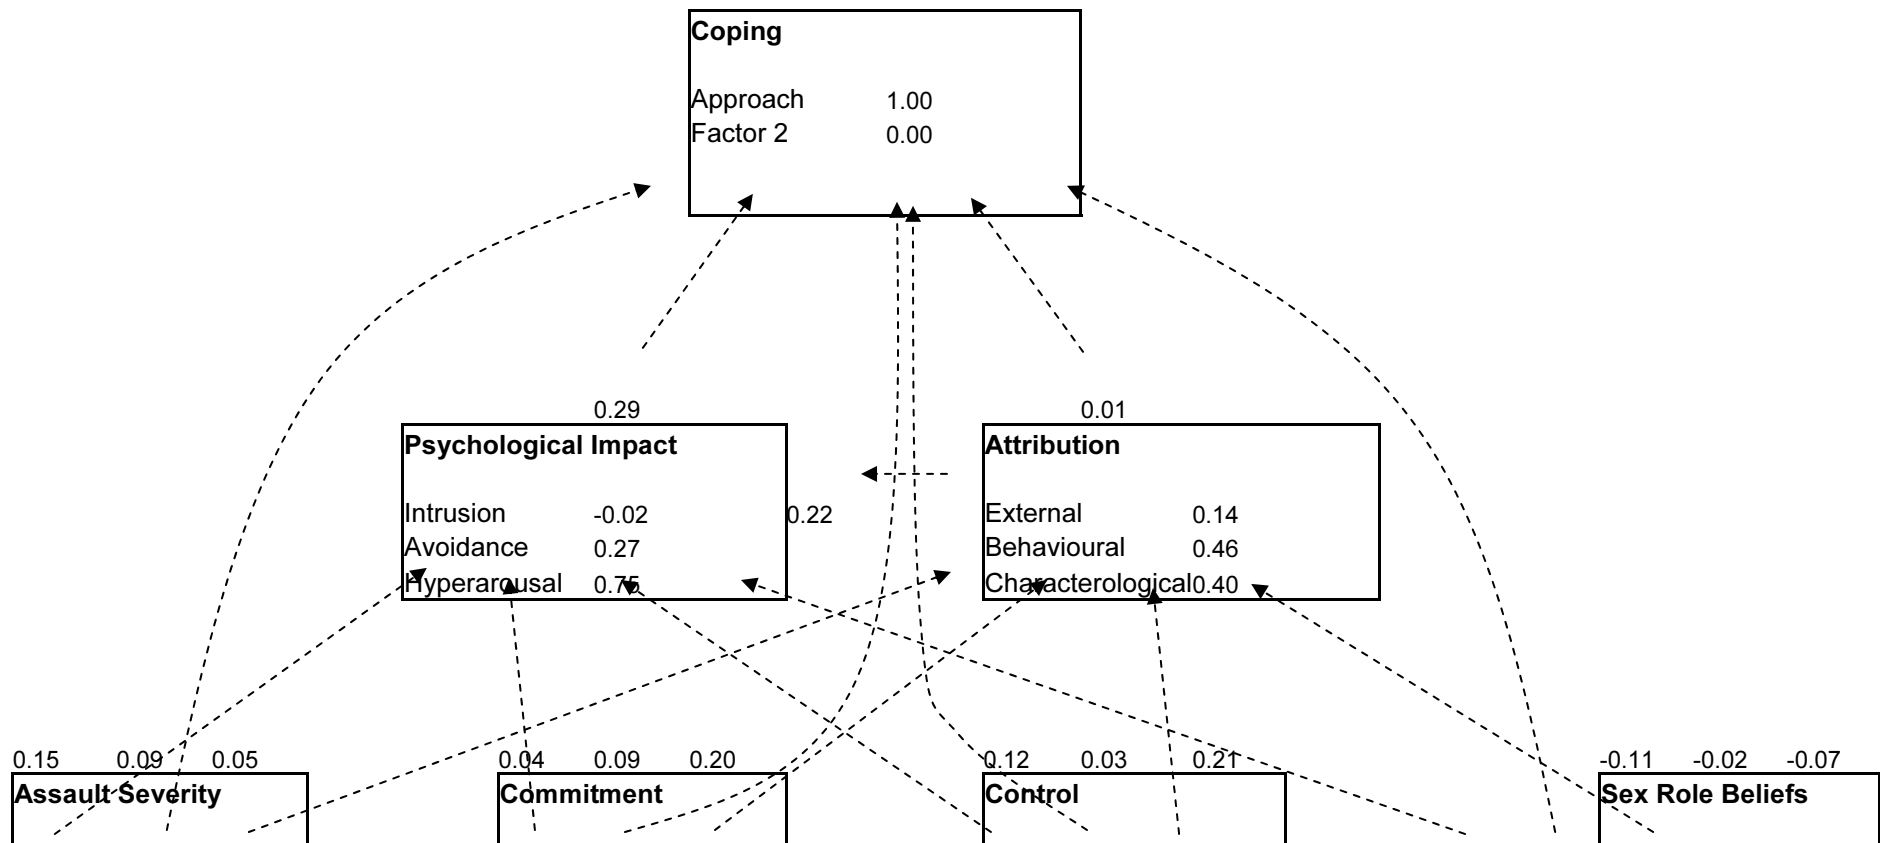 Coping
Approach 1.00
Factor 2 0.00
0.29 0.01
Psychological Impact Attribution
Intrusion -0.02 0.22 External 0.14
Avoidance 0.27 Behavioural 0.46
Hyperarousal 0.75 Characterological 0.40
0.15 0.09 0.05 0.04 0.09 0.20 0.12 0.03 0.21 -0.11 -0.02 -0.07
Assault Severity Commitment Control Sex Role Beliefs